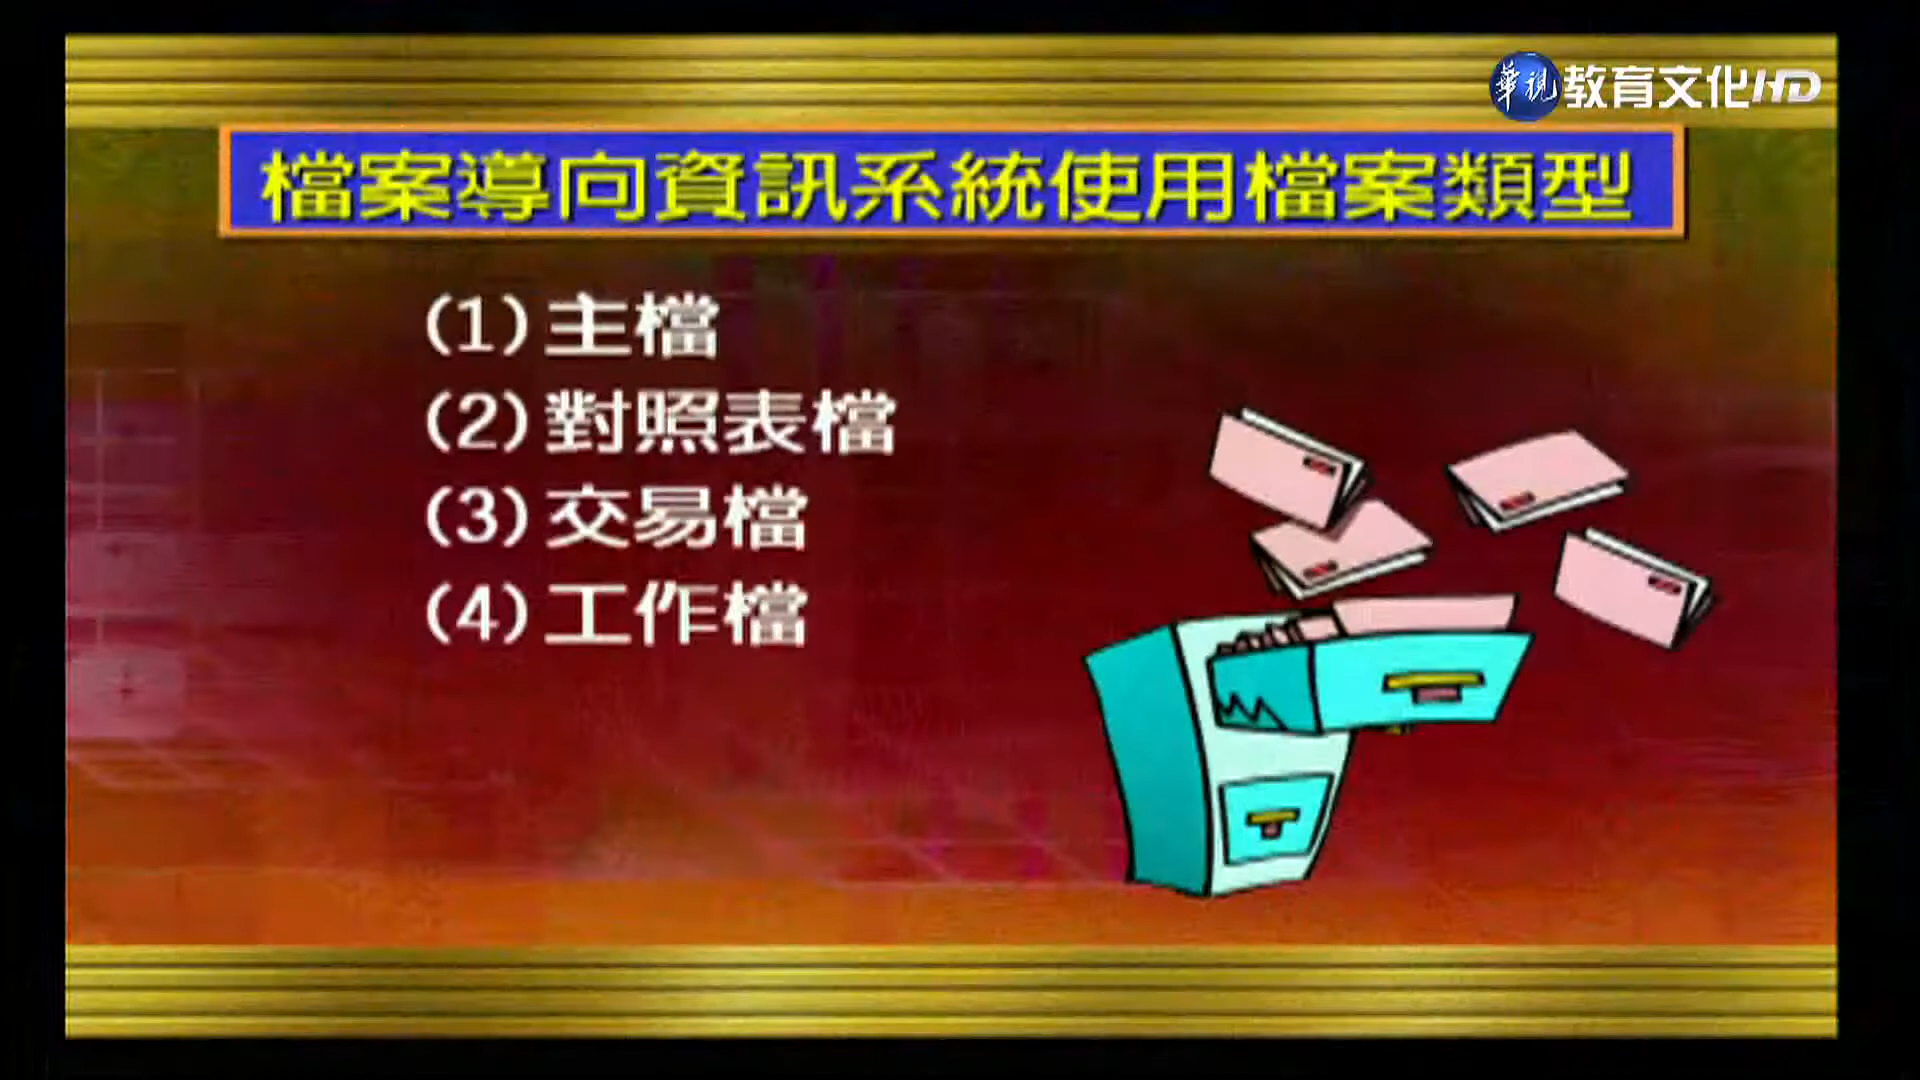 華視 教育文化HD
檔案導向資訊系統使用檔案類型
(1)主檔
(2)對照表檔
(3)交易檔
(4)工作檔